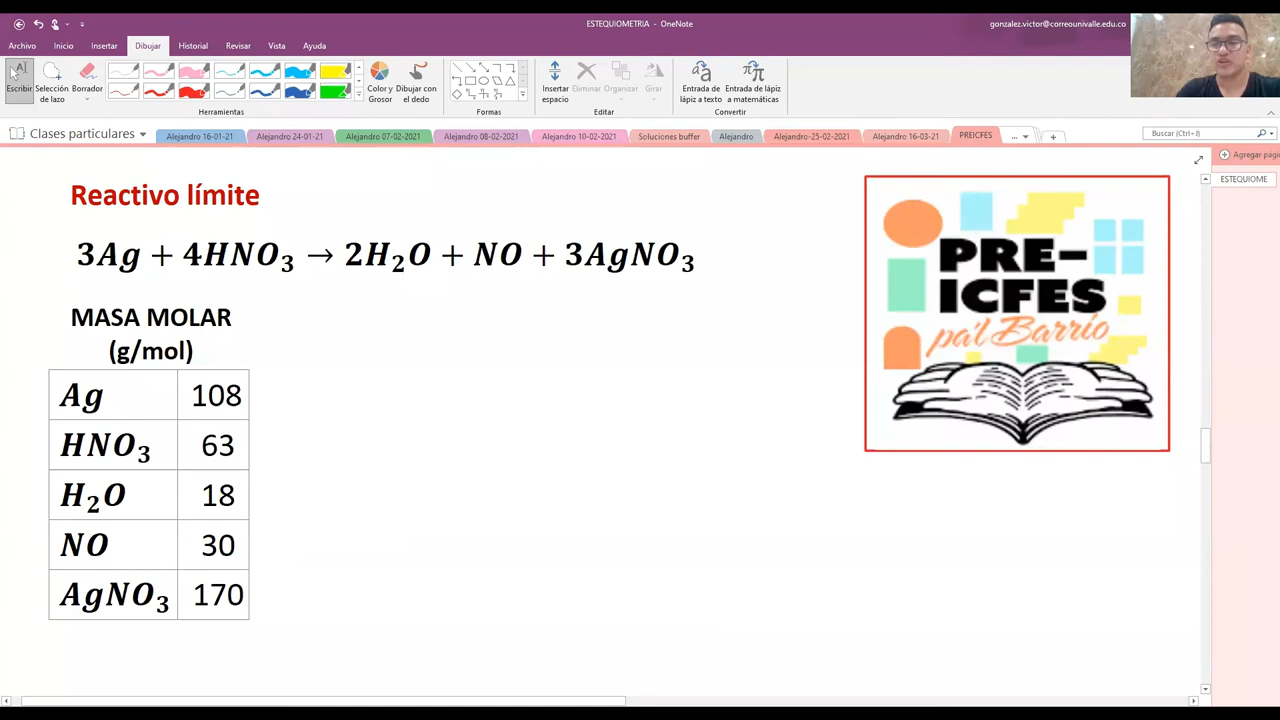 ESTEQUIOMETRIA - OneNote
gonzalez.victor@correounivalle.edu.co
Archivo Inicio Insertar Dibujar Historial Revisar Vista Ayuda
Escribir
Selección de lazo
Borrador
Color y Grosor
Dibujar con el dedo
Insertar espacio
Eliminar
Organizar
Girar
Entrada de lápiz a texto
Entrada de lápiz a matemáticas
Herramientas Formas Editar Convertir
Clases particulares
Alejandro 16-01-21 Alejandro 24-01-21 Alejandro 07-02-2021 Alejandro 08-02-2021 Alejandro 10-02-2021 Soluciones buffer Alejandro Alejandro-25-02-2021 Alejandro 16-03-21 PREICFES ...
Buscar (Ctrl+J)
Agregar pági
ESTEQUIOME
Reactivo límite
3Ag + 4HNO₃ → 2H₂O + NO + 3AgNO₃
MASA MOLAR
(g/mol)
Ag 108
HNO₃ 63
H₂O 18
NO 30
AgNO₃ 170
PRE-
ICFES
pa'l Barrio